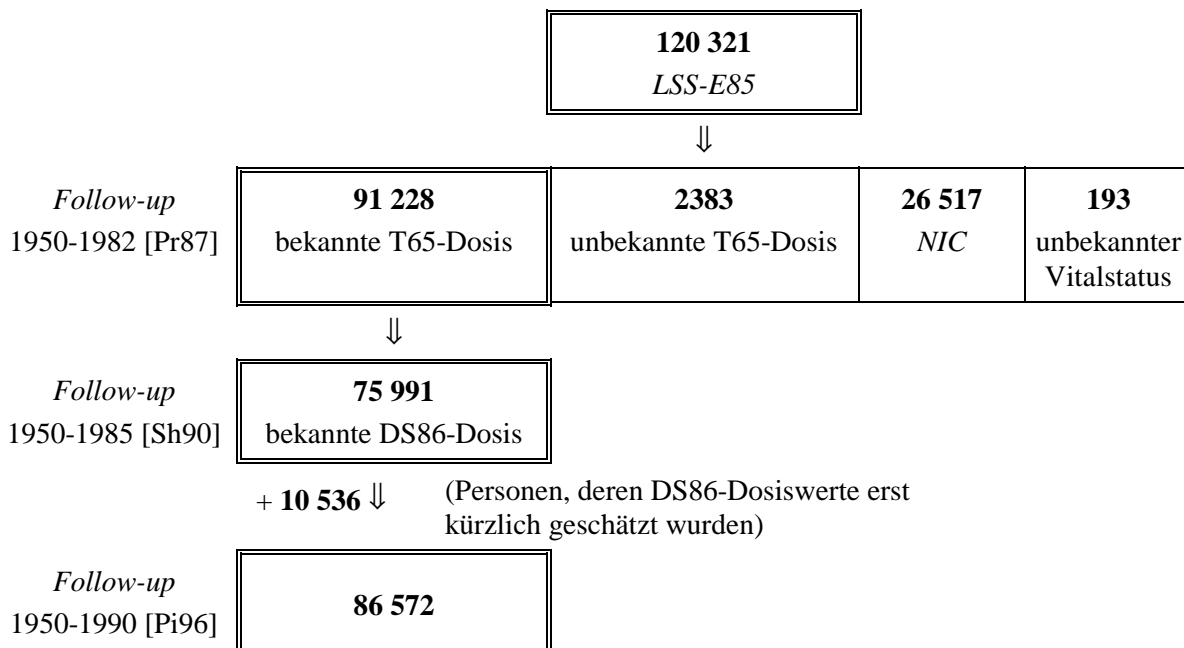 120 321
LSS-E85
⇓
Follow-up 91 228 2383 26 517 193
1950-1982 [Pr87] bekannte T65-Dosis unbekannte T65-Dosis NIC unbekannter
Vitalstatus
⇓
Follow-up 75 991
1950-1985 [Sh90] bekannte DS86-Dosis
+ 10 536 ⇓ (Personen, deren DS86-Dosiswerte erst
kürzlich geschätzt wurden)
Follow-up
86 572
1950-1990 [Pi96]